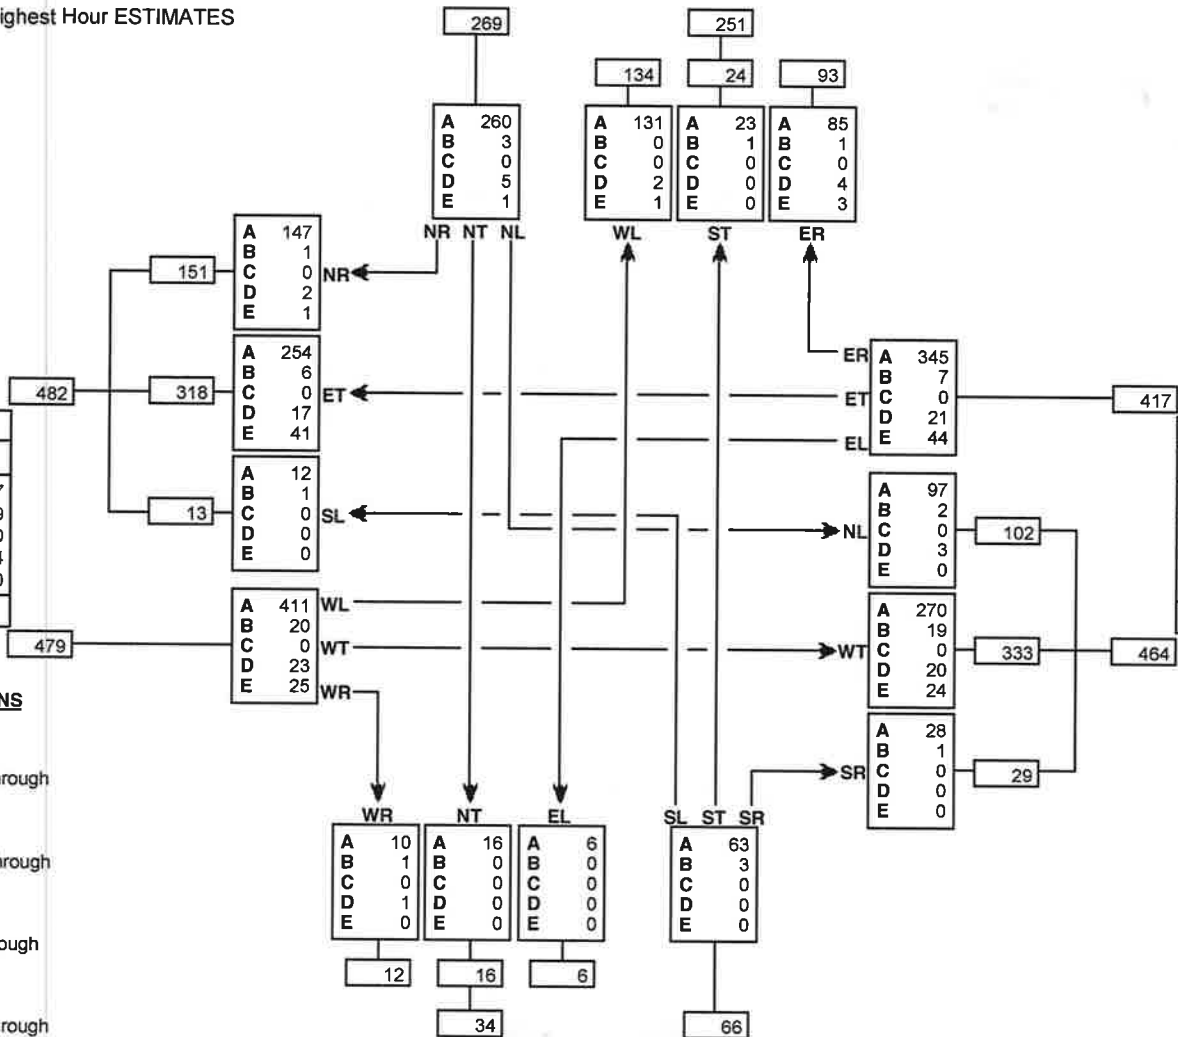 ighest Hour ESTIMATES
269
251
134
24
93
A 260
B 3
C 0
D 5
E 1
A 131
B 0
C 0
D 2
E 1
A 23
B 1
C 0
D 0
E 0
A 85
B 1
C 0
D 4
E 3
NR NT NL
WL
ST
ER
A 147
B 1
C 0
D 2
E 1
151
NR
A 254
B 6
C 0
D 17
E 41
482
318
ET
A 12
B 1
C 0
D 0
E 0
13
SL
A 411
B 20
C 0
D 23
E 25
479
WL
WT
WR
ER
ET
EL
A 345
B 7
C 0
D 21
E 44
417
NL
A 97
B 2
C 0
D 3
E 0
102
WT
A 270
B 19
C 0
D 20
E 24
333
464
SR
A 28
B 1
C 0
D 0
E 0
29
9
0
4
0
NS
rough
hrough
ough
rough
WR
NT
EL
SL ST SR
A 10
B 1
C 0
D 1
E 0
A 16
B 0
C 0
D 0
E 0
A 6
B 0
C 0
D 0
E 0
A 63
B 3
C 0
D 0
E 0
12
16
6
34
66